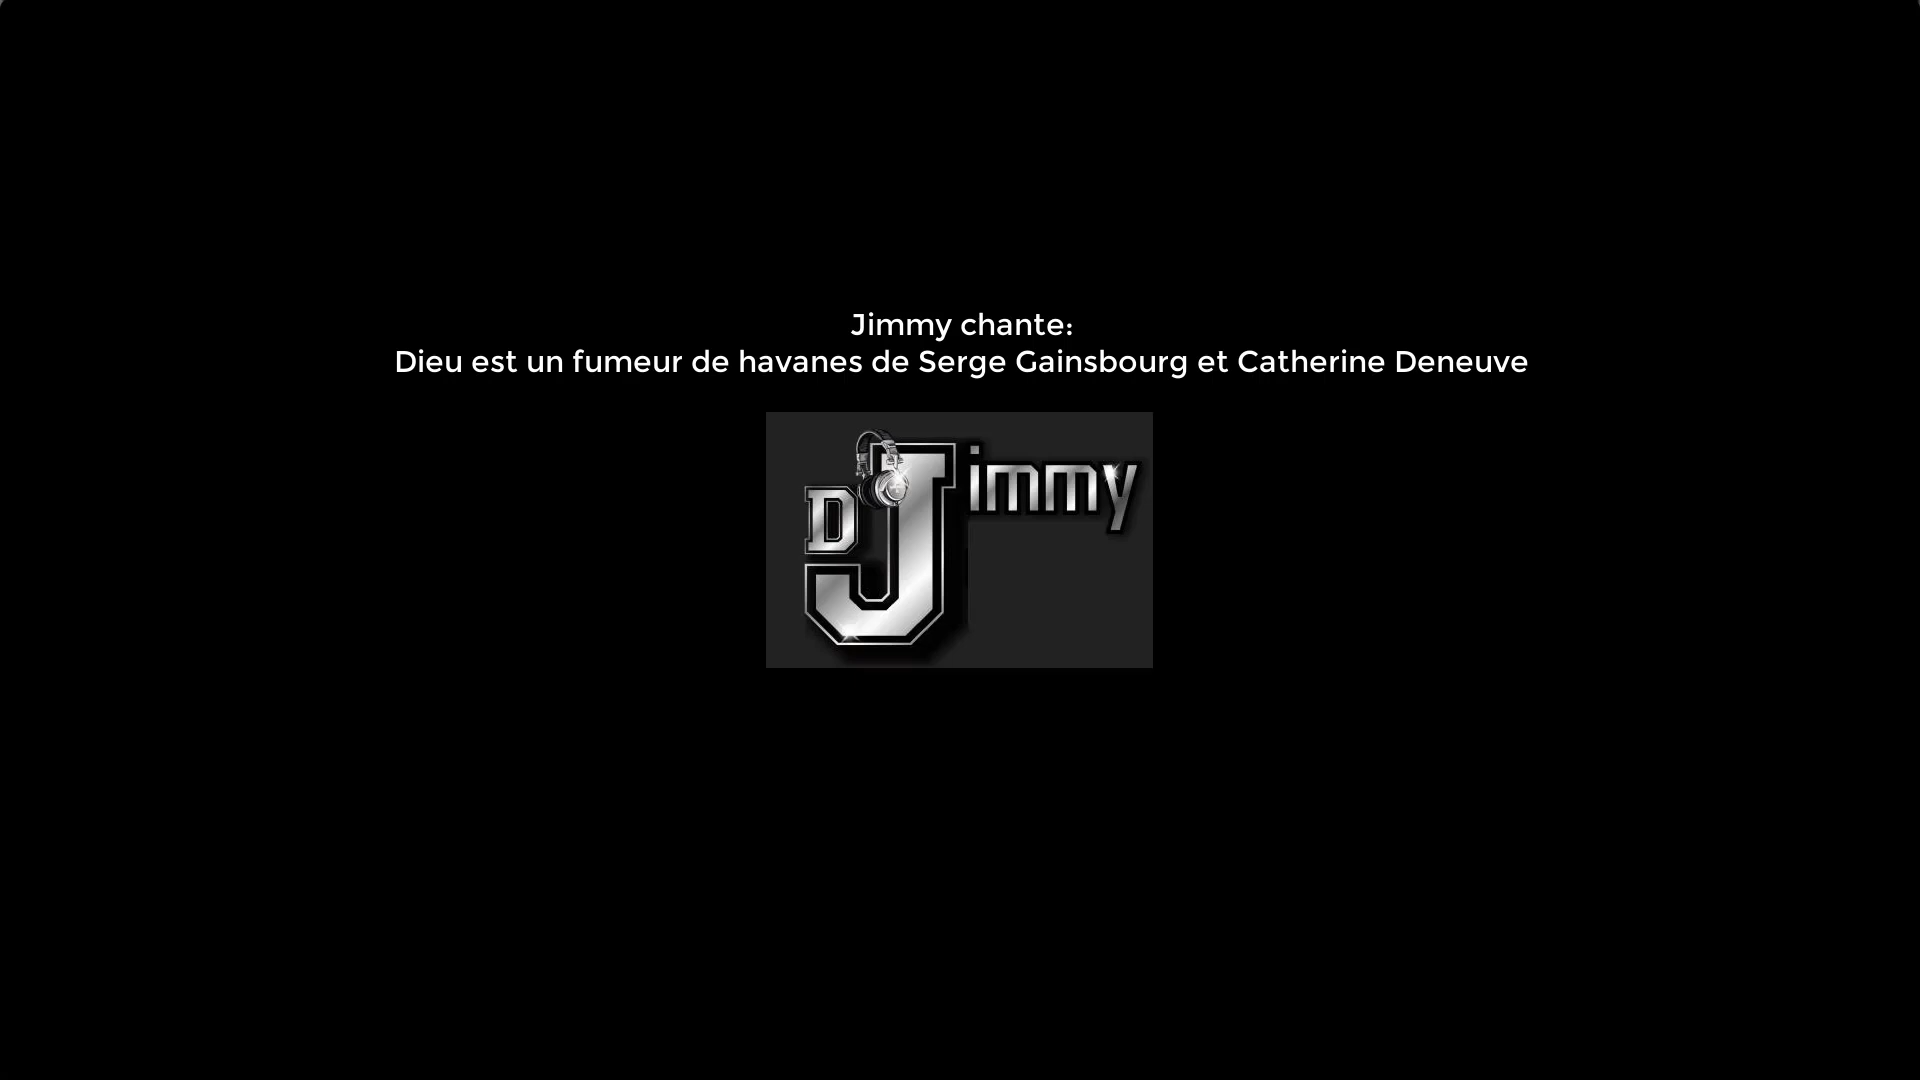 Jimmy chante:
Dieu est un fumeur de havanes de Serge Gainsbourg et Catherine Deneuve
DJimmy